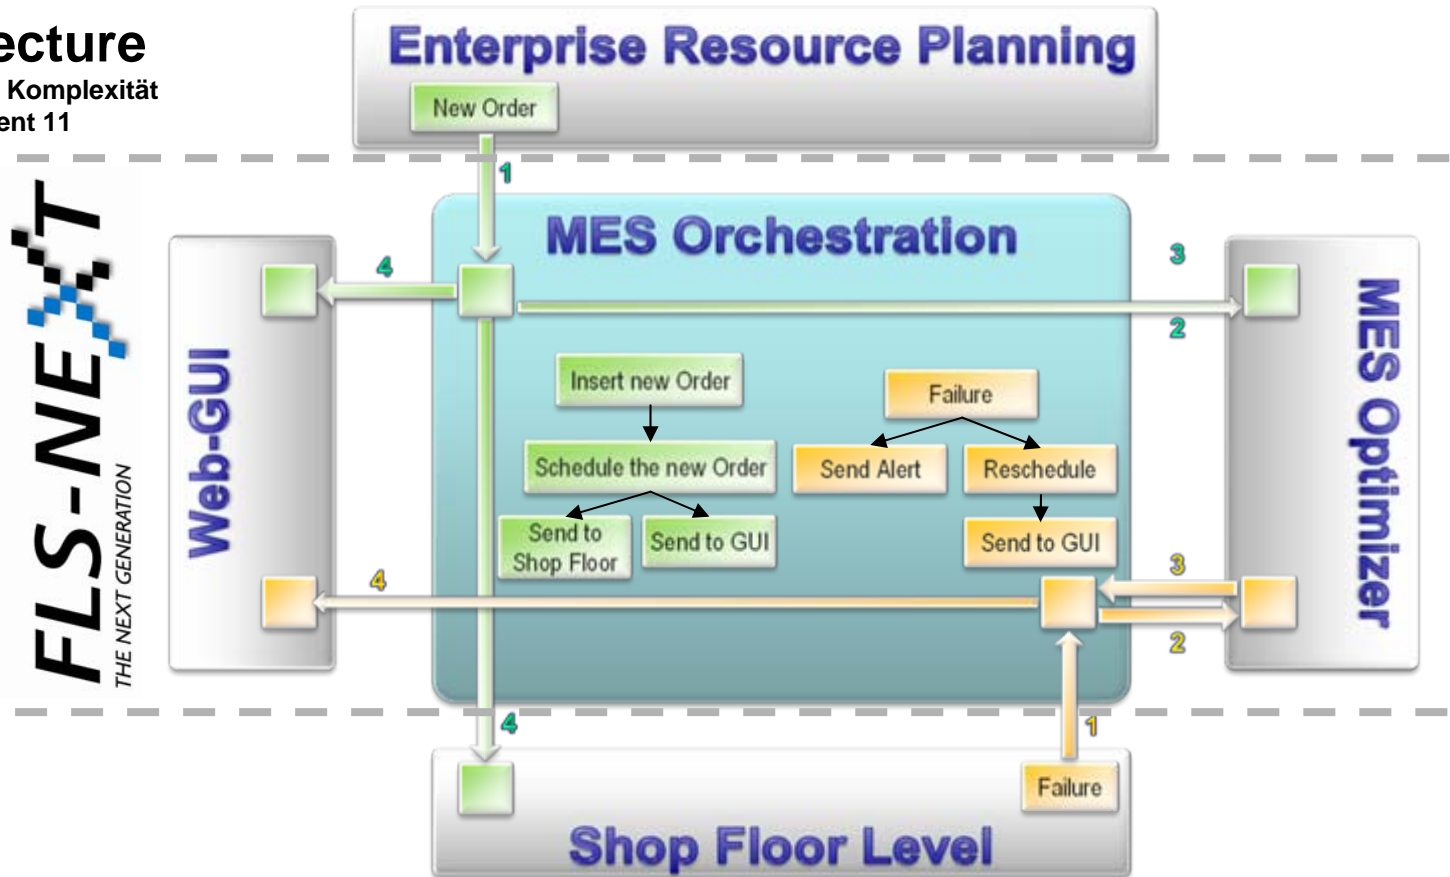 ecture
Komplexität
ent 11
Enterprise Resource Planning
New Order
1
FLS-NEXT
THE NEXT GENERATION
MES Orchestration
4
3
2
Web-GUI
MES Optimizer
Insert new Order
Failure
Schedule the new Order
Send Alert
Reschedule
Send to
Shop Floor
Send to GUI
Send to GUI
4
3
2
4
1
Failure
Shop Floor Level